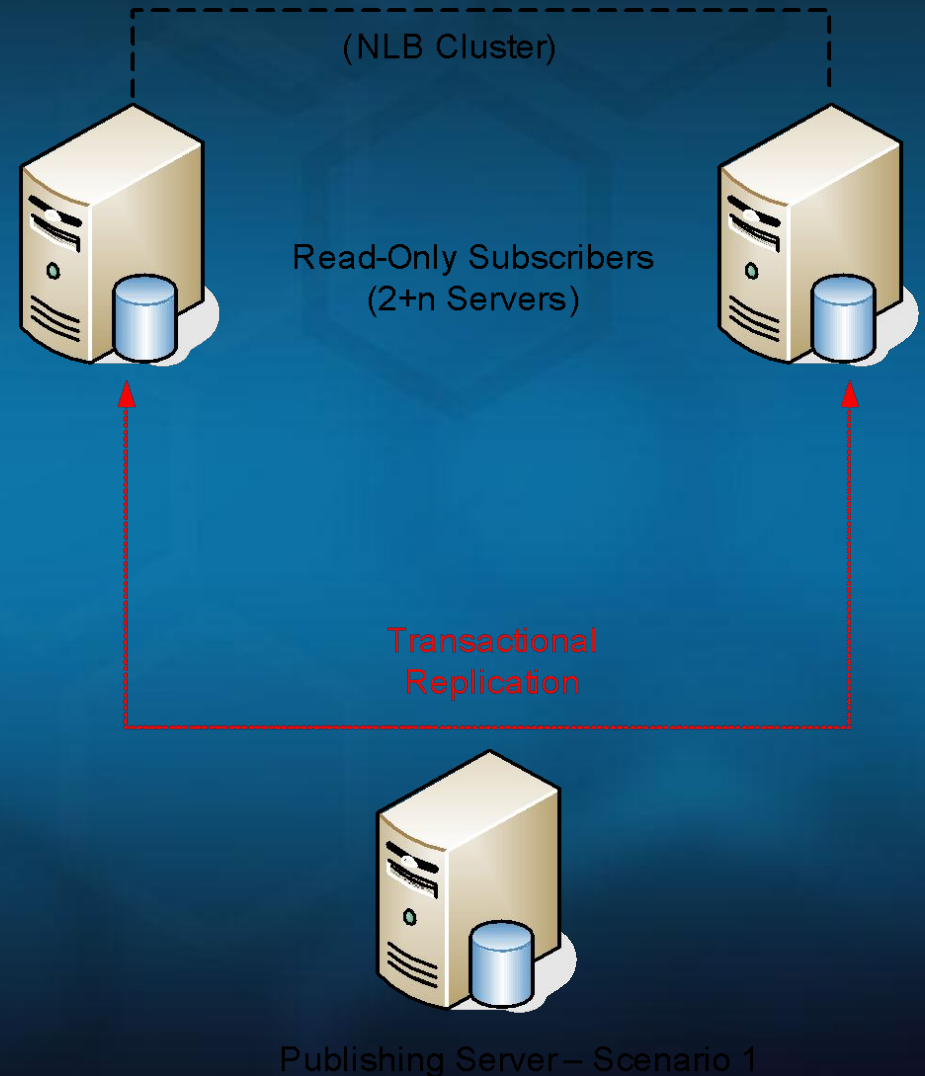 (NLB Cluster)
Read-Only Subscribers
(2+n Servers)
Transactional
Replication
Publishing Server – Scenario 1